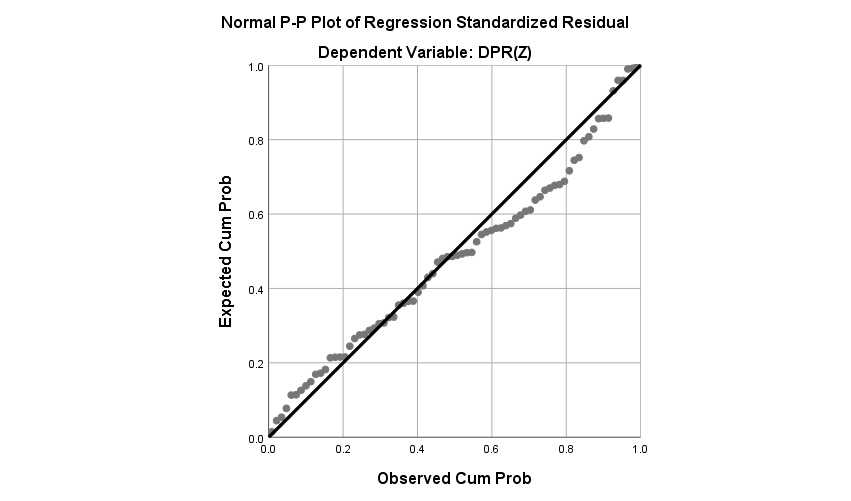 Normal P-P Plot of Regression Standardized Residual
Dependent Variable: DPR(Z)
1.0
0.8
0.6
0.4
0.2
0.0
Expected Cum Prob
0.0 0.2 0.4 0.6 0.8 1.0
Observed Cum Prob